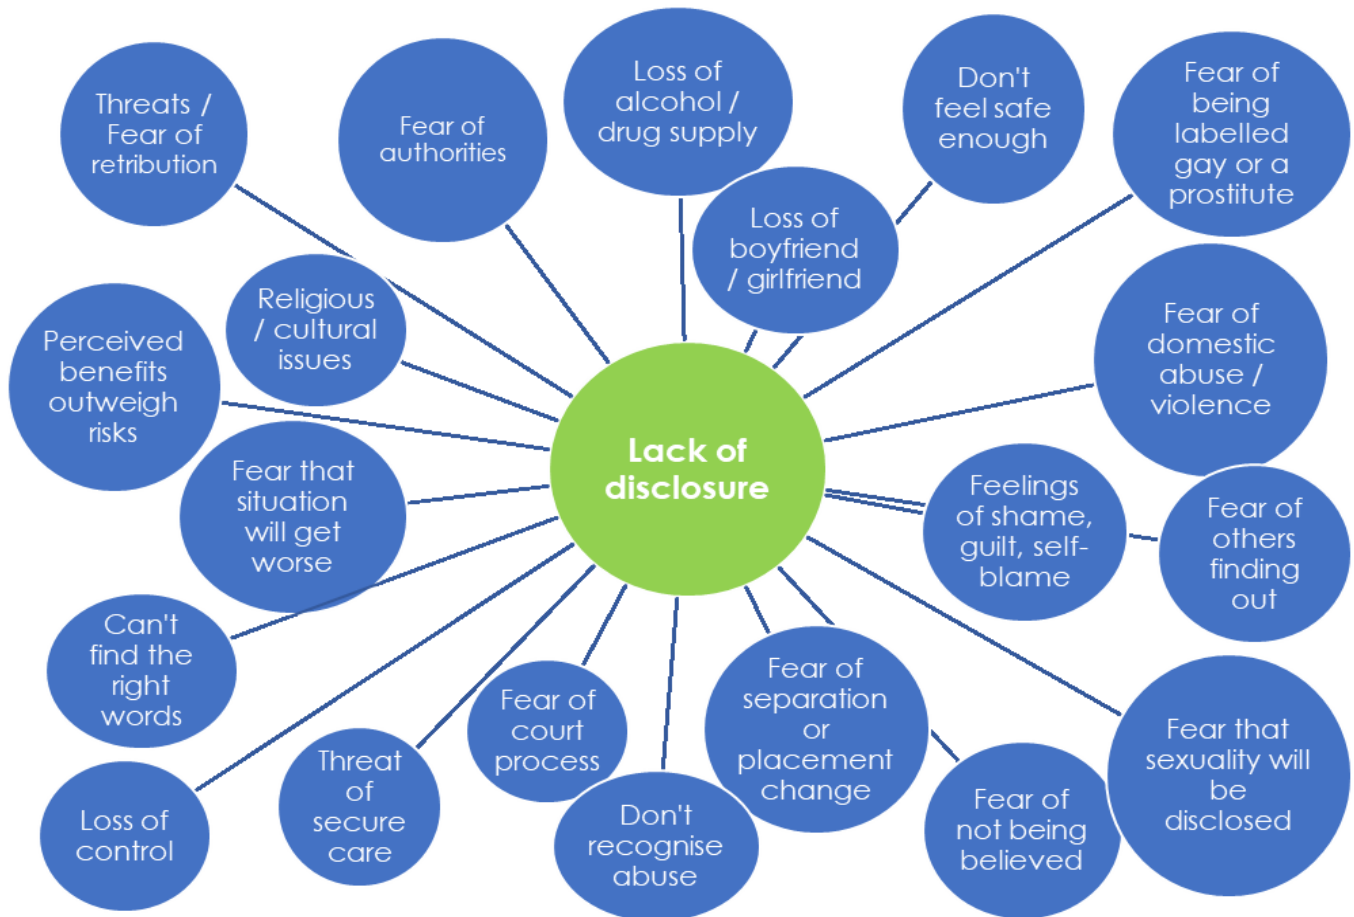 Threats /
Fear of
retribution
Fear of
authorities
Loss of
alcohol /
drug supply
Don't
feel safe
enough
Fear of
being
labelled
gay or a
prostitute
Loss of
boyfriend
/ girlfriend
Religious
/ cultural
issues
Perceived
benefits
outweigh
risks
Fear of
domestic
abuse /
violence
Lack of
disclosure
Fear that
situation
will get
worse
Feelings
of shame,
guilt, self-
blame
Fear of
others
finding
out
Can't
find the
right
words
Fear of
court
process
Fear of
separation
or
placement
change
Fear that
sexuality will
be
disclosed
Loss of
control
Threat
of
secure
care
Don't
recognise
abuse
Fear of
not being
believed